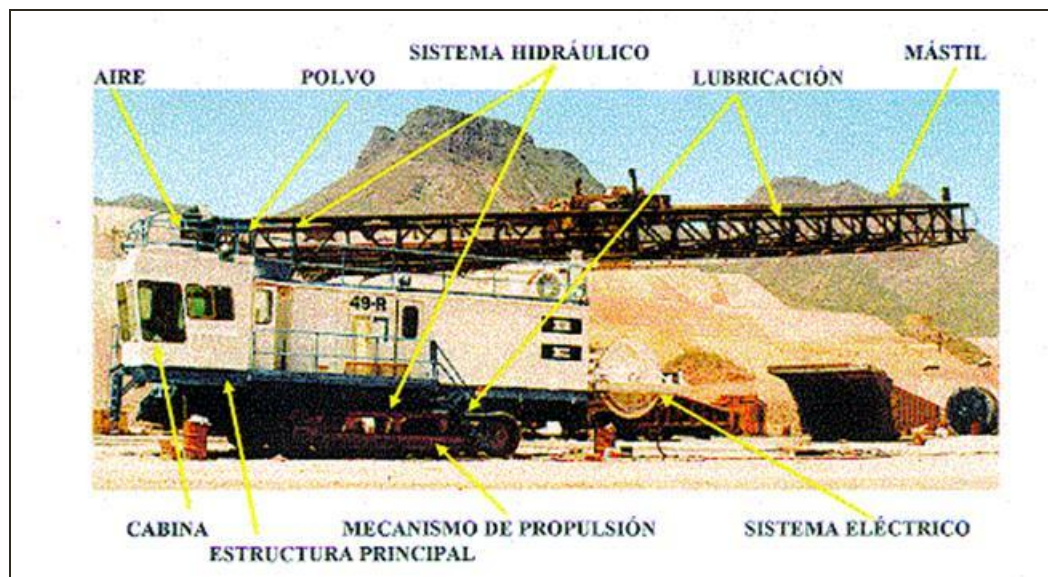 SISTEMA HIDRÁULICO
MÁSTIL
AIRE
POLVO
LUBRICACIÓN
49-R
CABINA
MECANISMO DE PROPULSIÓN
SISTEMA ELÉCTRICO
ESTRUCTURA PRINCIPAL